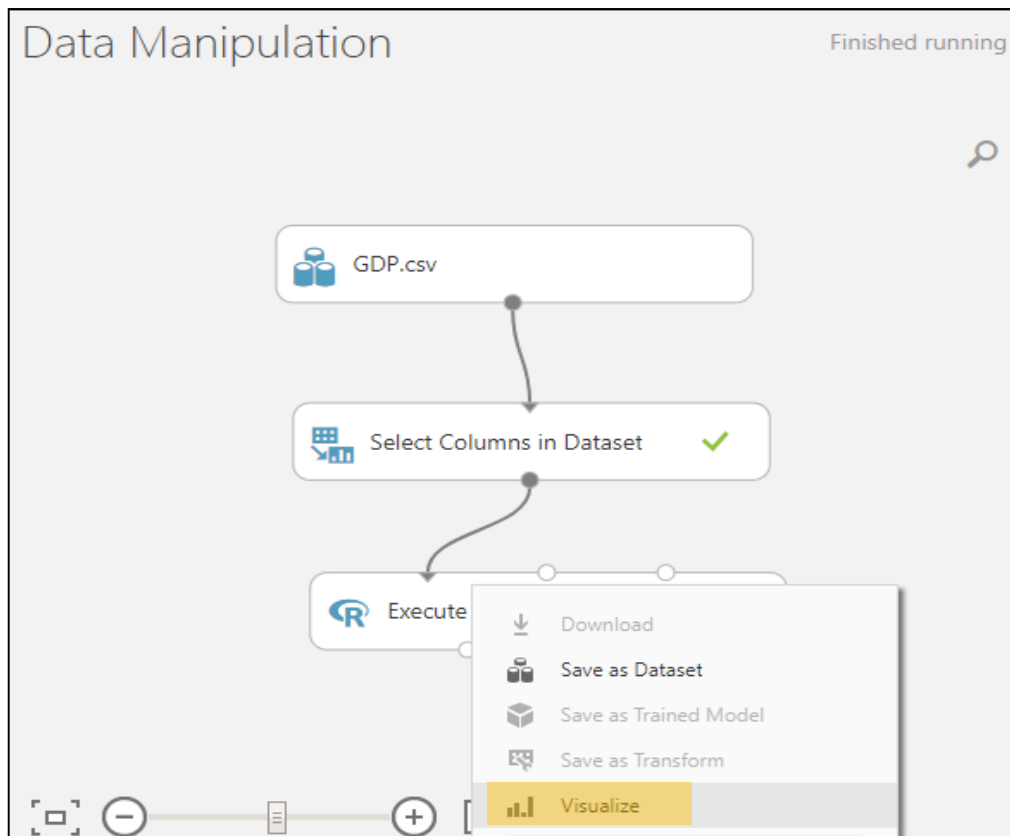 Data Manipulation
Finished running
GDP.csv
Select Columns in Dataset
Execute
Download
Save as Dataset
Save as Trained Model
Save as Transform
Visualize